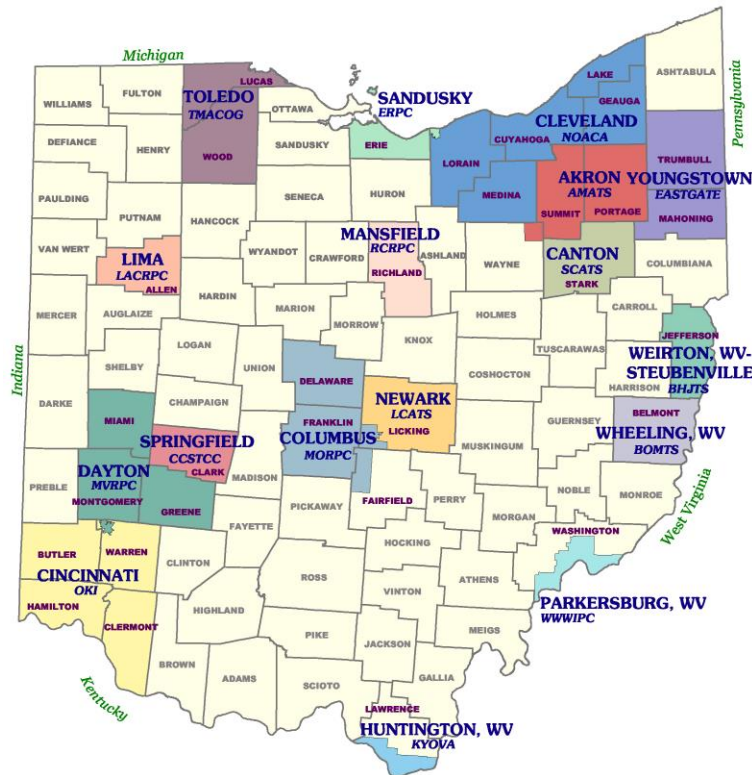 Michigan
Pennsylvania
Indiana
Kentucky
West Virginia
WILLIAMS
FULTON
LUCAS
TOLEDO
TMACOG
OTTAWA
SANDUSKY
ERPC
LAKE
GEAUGA
ASHTABULA
CLEVELAND
NOACA
CUYAHOGA
DEFIANCE
HENRY
WOOD
SANDUSKY
ERIE
LORAIN
MEDINA
TRUMBULL
AKRON
AMATS
YOUNGSTOWN
EASTGATE
SUMMIT
PORTAGE
MAHONING
PAULDING
PUTNAM
HANCOCK
SENECA
HURON
VAN WERT
LIMA
LACRPC
ALLEN
WYANDOT
CRAWFORD
MANSFIELD
RCRPC
RICHLAND
ASHLAND
WAYNE
CANTON
SCATS
STARK
COLUMBIANA
MERCER
AUGLAIZE
HARDIN
MARION
MORROW
KNOX
HOLMES
CARROLL
JEFFERSON
TUSCARAWAS
WEIRTON, WV-
STEUBENVILLE
BHJTS
HARRISON
SHELBY
LOGAN
UNION
DELAWARE
COSHOCTON
DARKE
MIAMI
CHAMPAIGN
NEWARK
LCATS
LICKING
BELMONT
WHEELING, WV
BOMTS
GUERNSEY
SPRINGFIELD
CCSTCC
CLARK
FRANKLIN
COLUMBUS
MORPC
MUSKINGUM
PREBLE
DAYTON
MVRPC
MONTGOMERY
GREENE
MADISON
PICKAWAY
FAIRFIELD
PERRY
MORGAN
NOBLE
MONROE
WASHINGTON
BUTLER
WARREN
CLINTON
FAYETTE
HOCKING
ATHENS
CINCINNATI
OKI
HAMILTON
CLERMONT
HIGHLAND
ROSS
VINTON
PARKERSBURG, WV
WWWIPC
MEIGS
BROWN
ADAMS
PIKE
JACKSON
GALLIA
SCIOTO
LAWRENCE
HUNTINGTON, WV
KYOVA